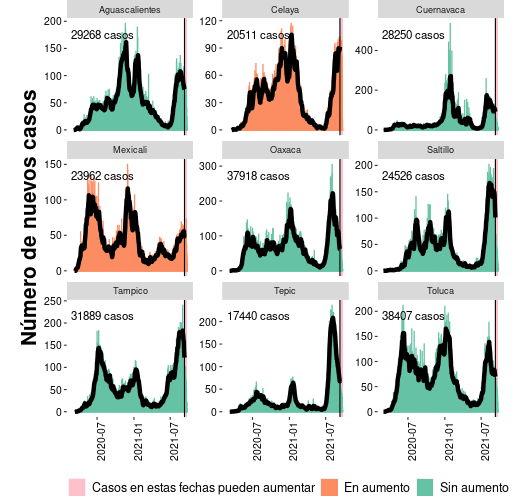 Número de nuevos casos
Aguascalientes
Celaya
Cuernavaca
200
150
100
50
0
29268 casos
120
90
60
30
0
20511 casos
400
200
0
28250 casos
Mexicali
Oaxaca
Saltillo
150
100
50
0
23962 casos
300
200
100
0
37918 casos
200
150
100
50
0
24526 casos
Tampico
Tepic
Toluca
250
200
150
100
50
0
31889 casos
200
150
100
50
0
17440 casos
200
150
100
50
0
38407 casos
2020-07
2021-01
2021-07
2020-07
2021-01
2021-07
2020-07
2021-01
2021-07
Casos en estas fechas pueden aumentar
En aumento
Sin aumento